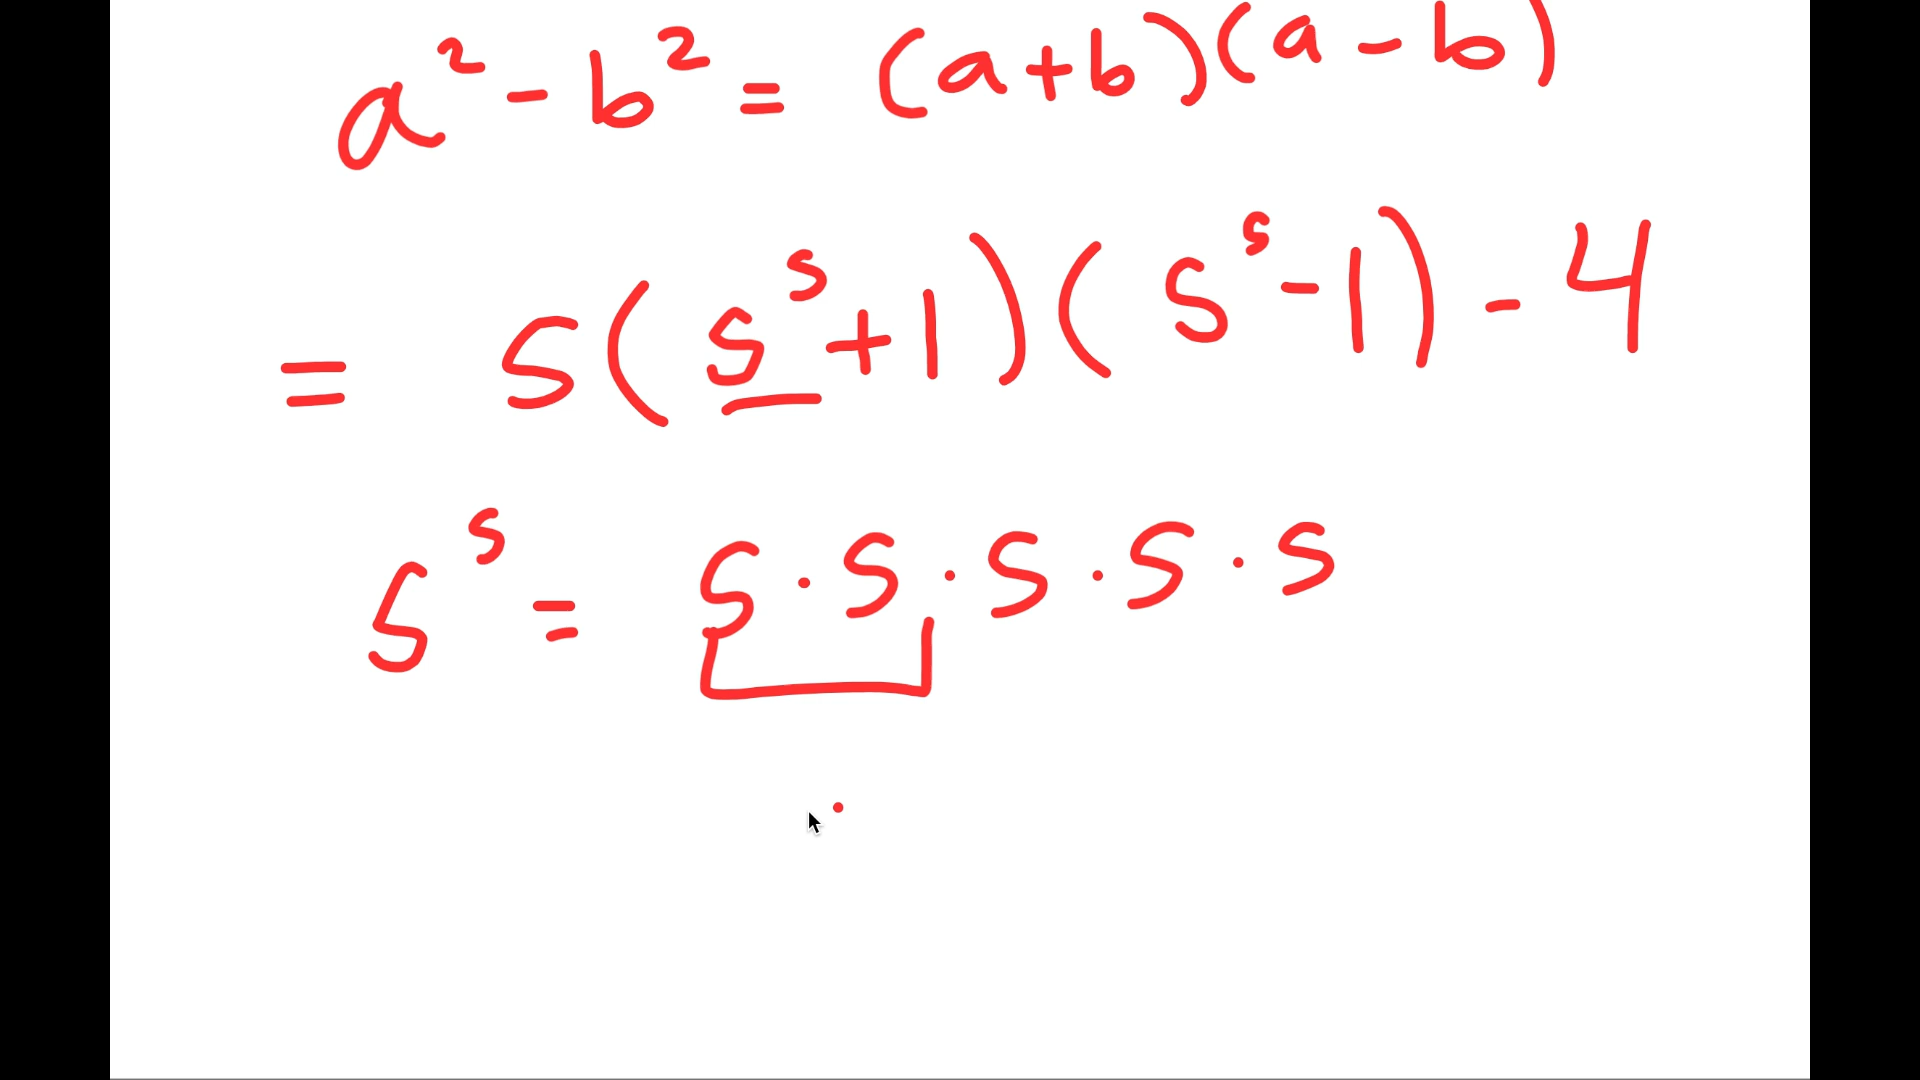 a² - b² = (a+b)(a-b)
= 5(5⁵+1)(5⁵-1)-4
5⁵ = 5·5·5·5·5